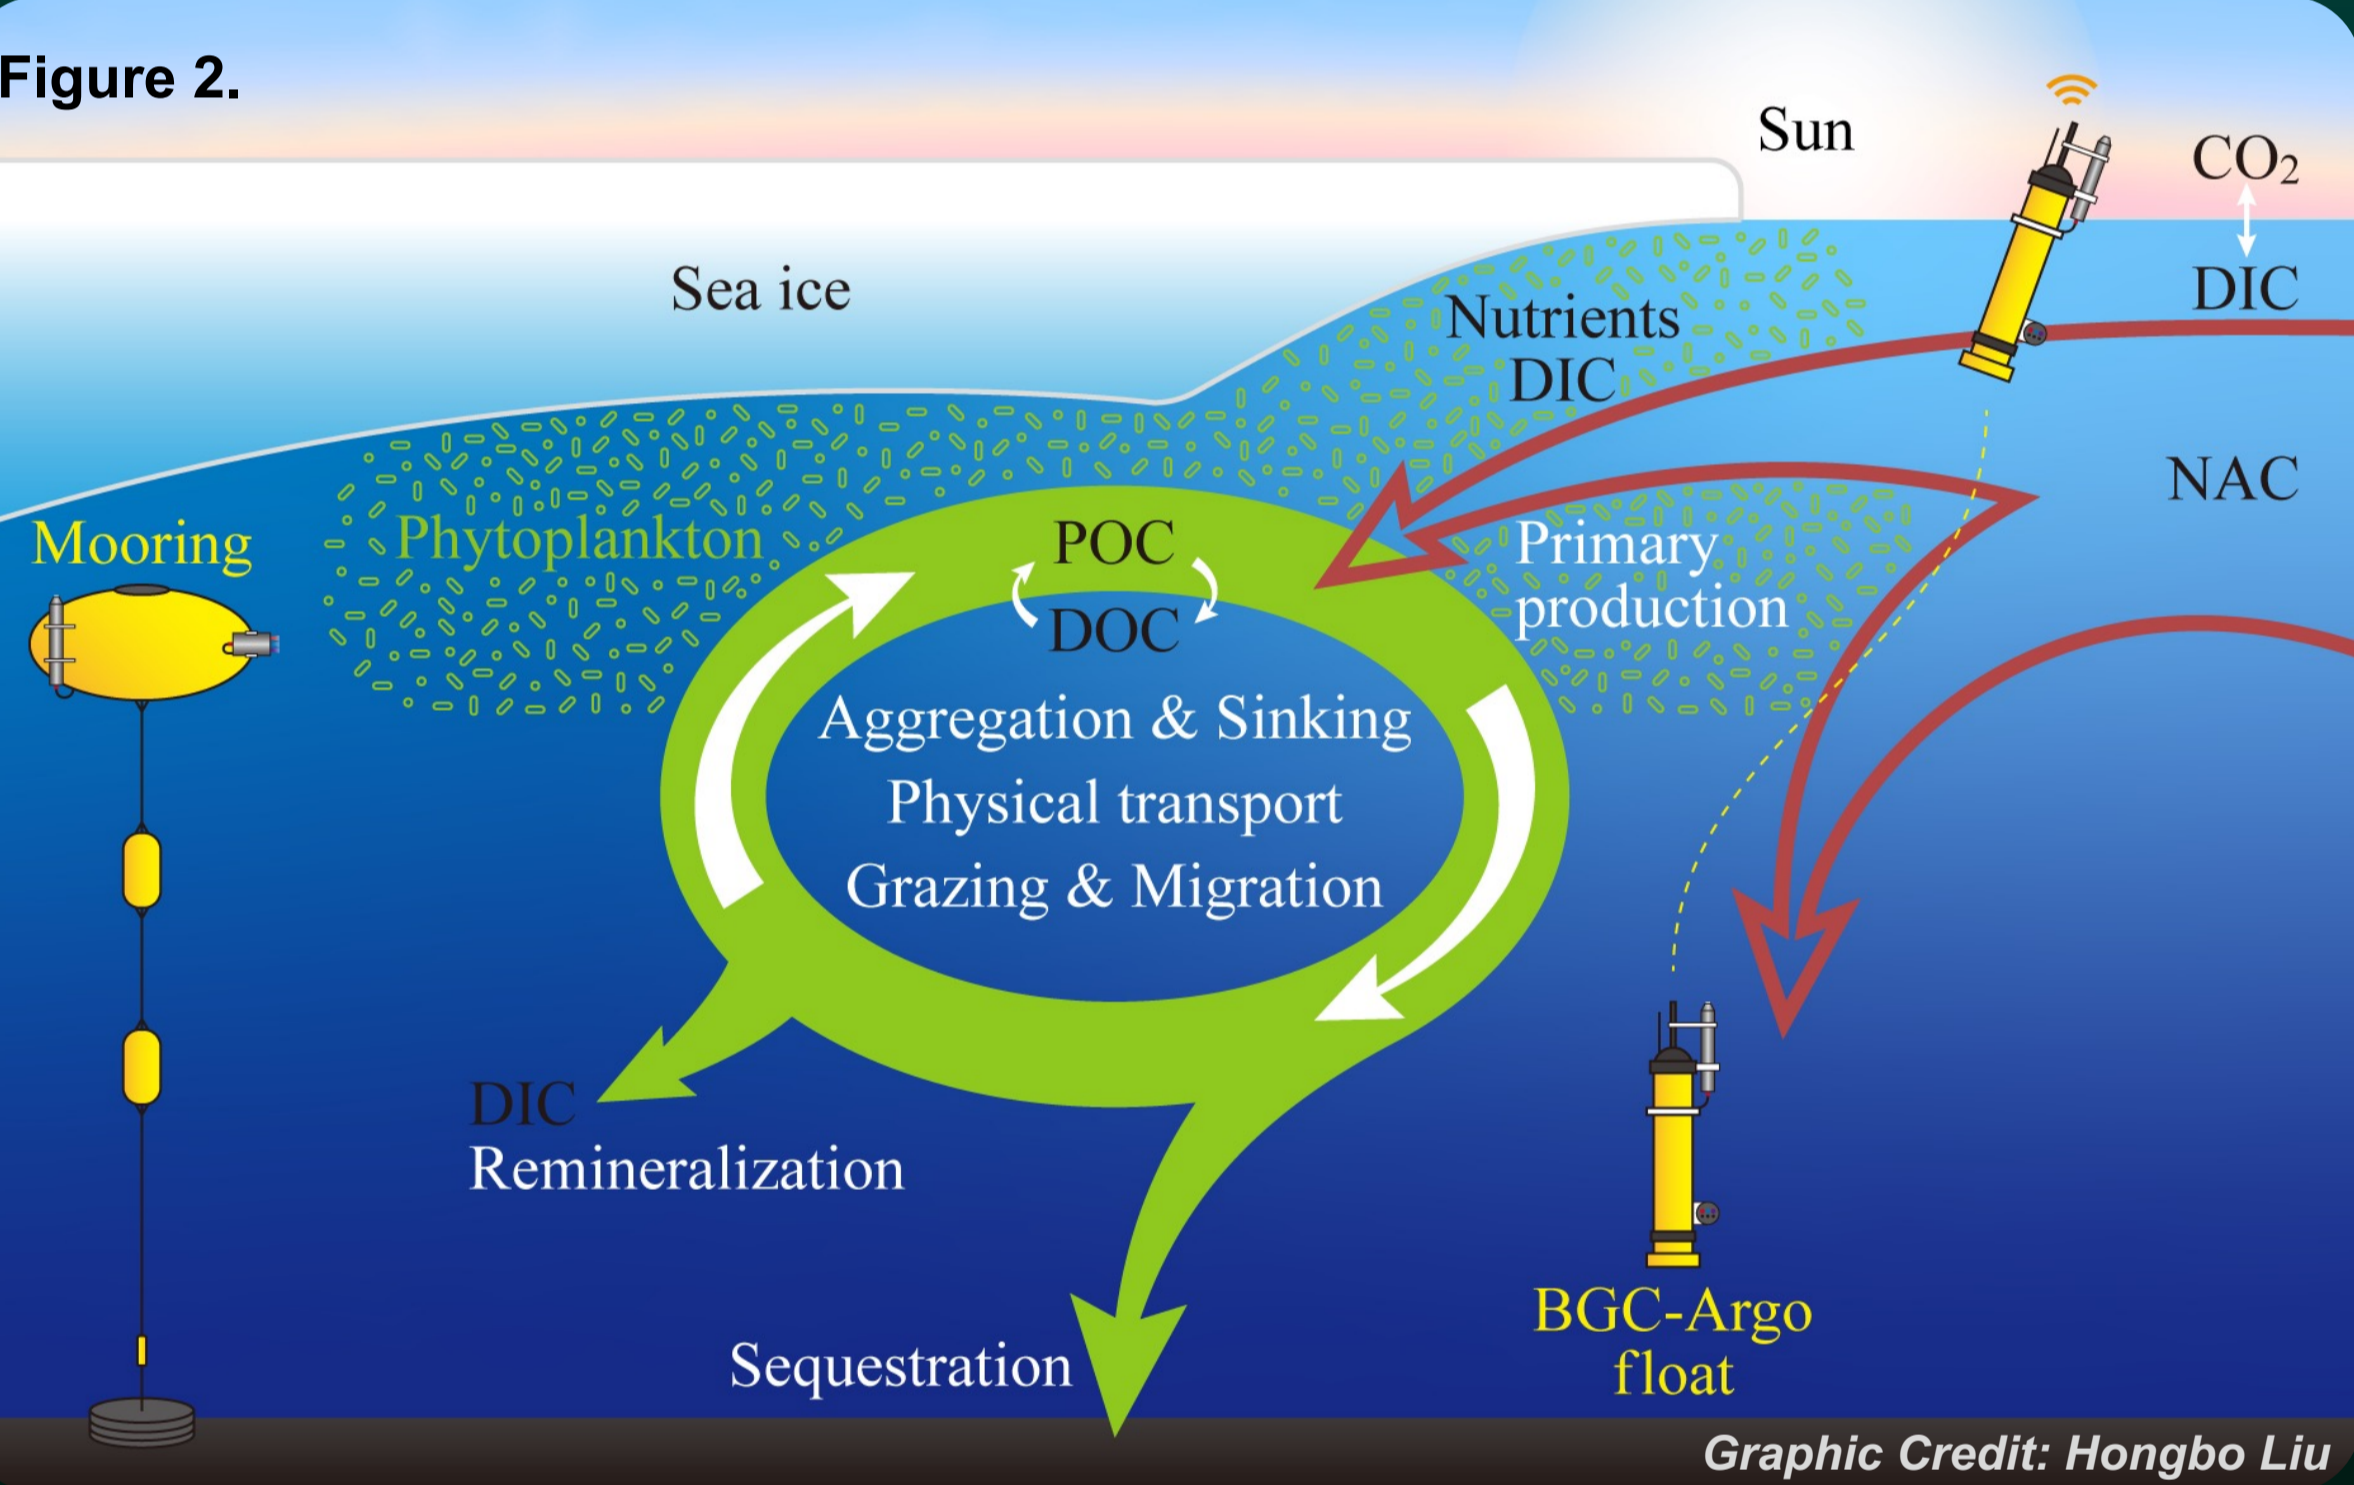 Figure 2.
Sun
CO₂
DIC
Sea ice
Nutrients
DIC
NAC
Mooring
Phytoplankton
POC
DOC
Primary
production
Aggregation & Sinking
Physical transport
Grazing & Migration
DIC
Remineralization
Sequestration
BGC-Argo
float
Graphic Credit: Hongbo Liu